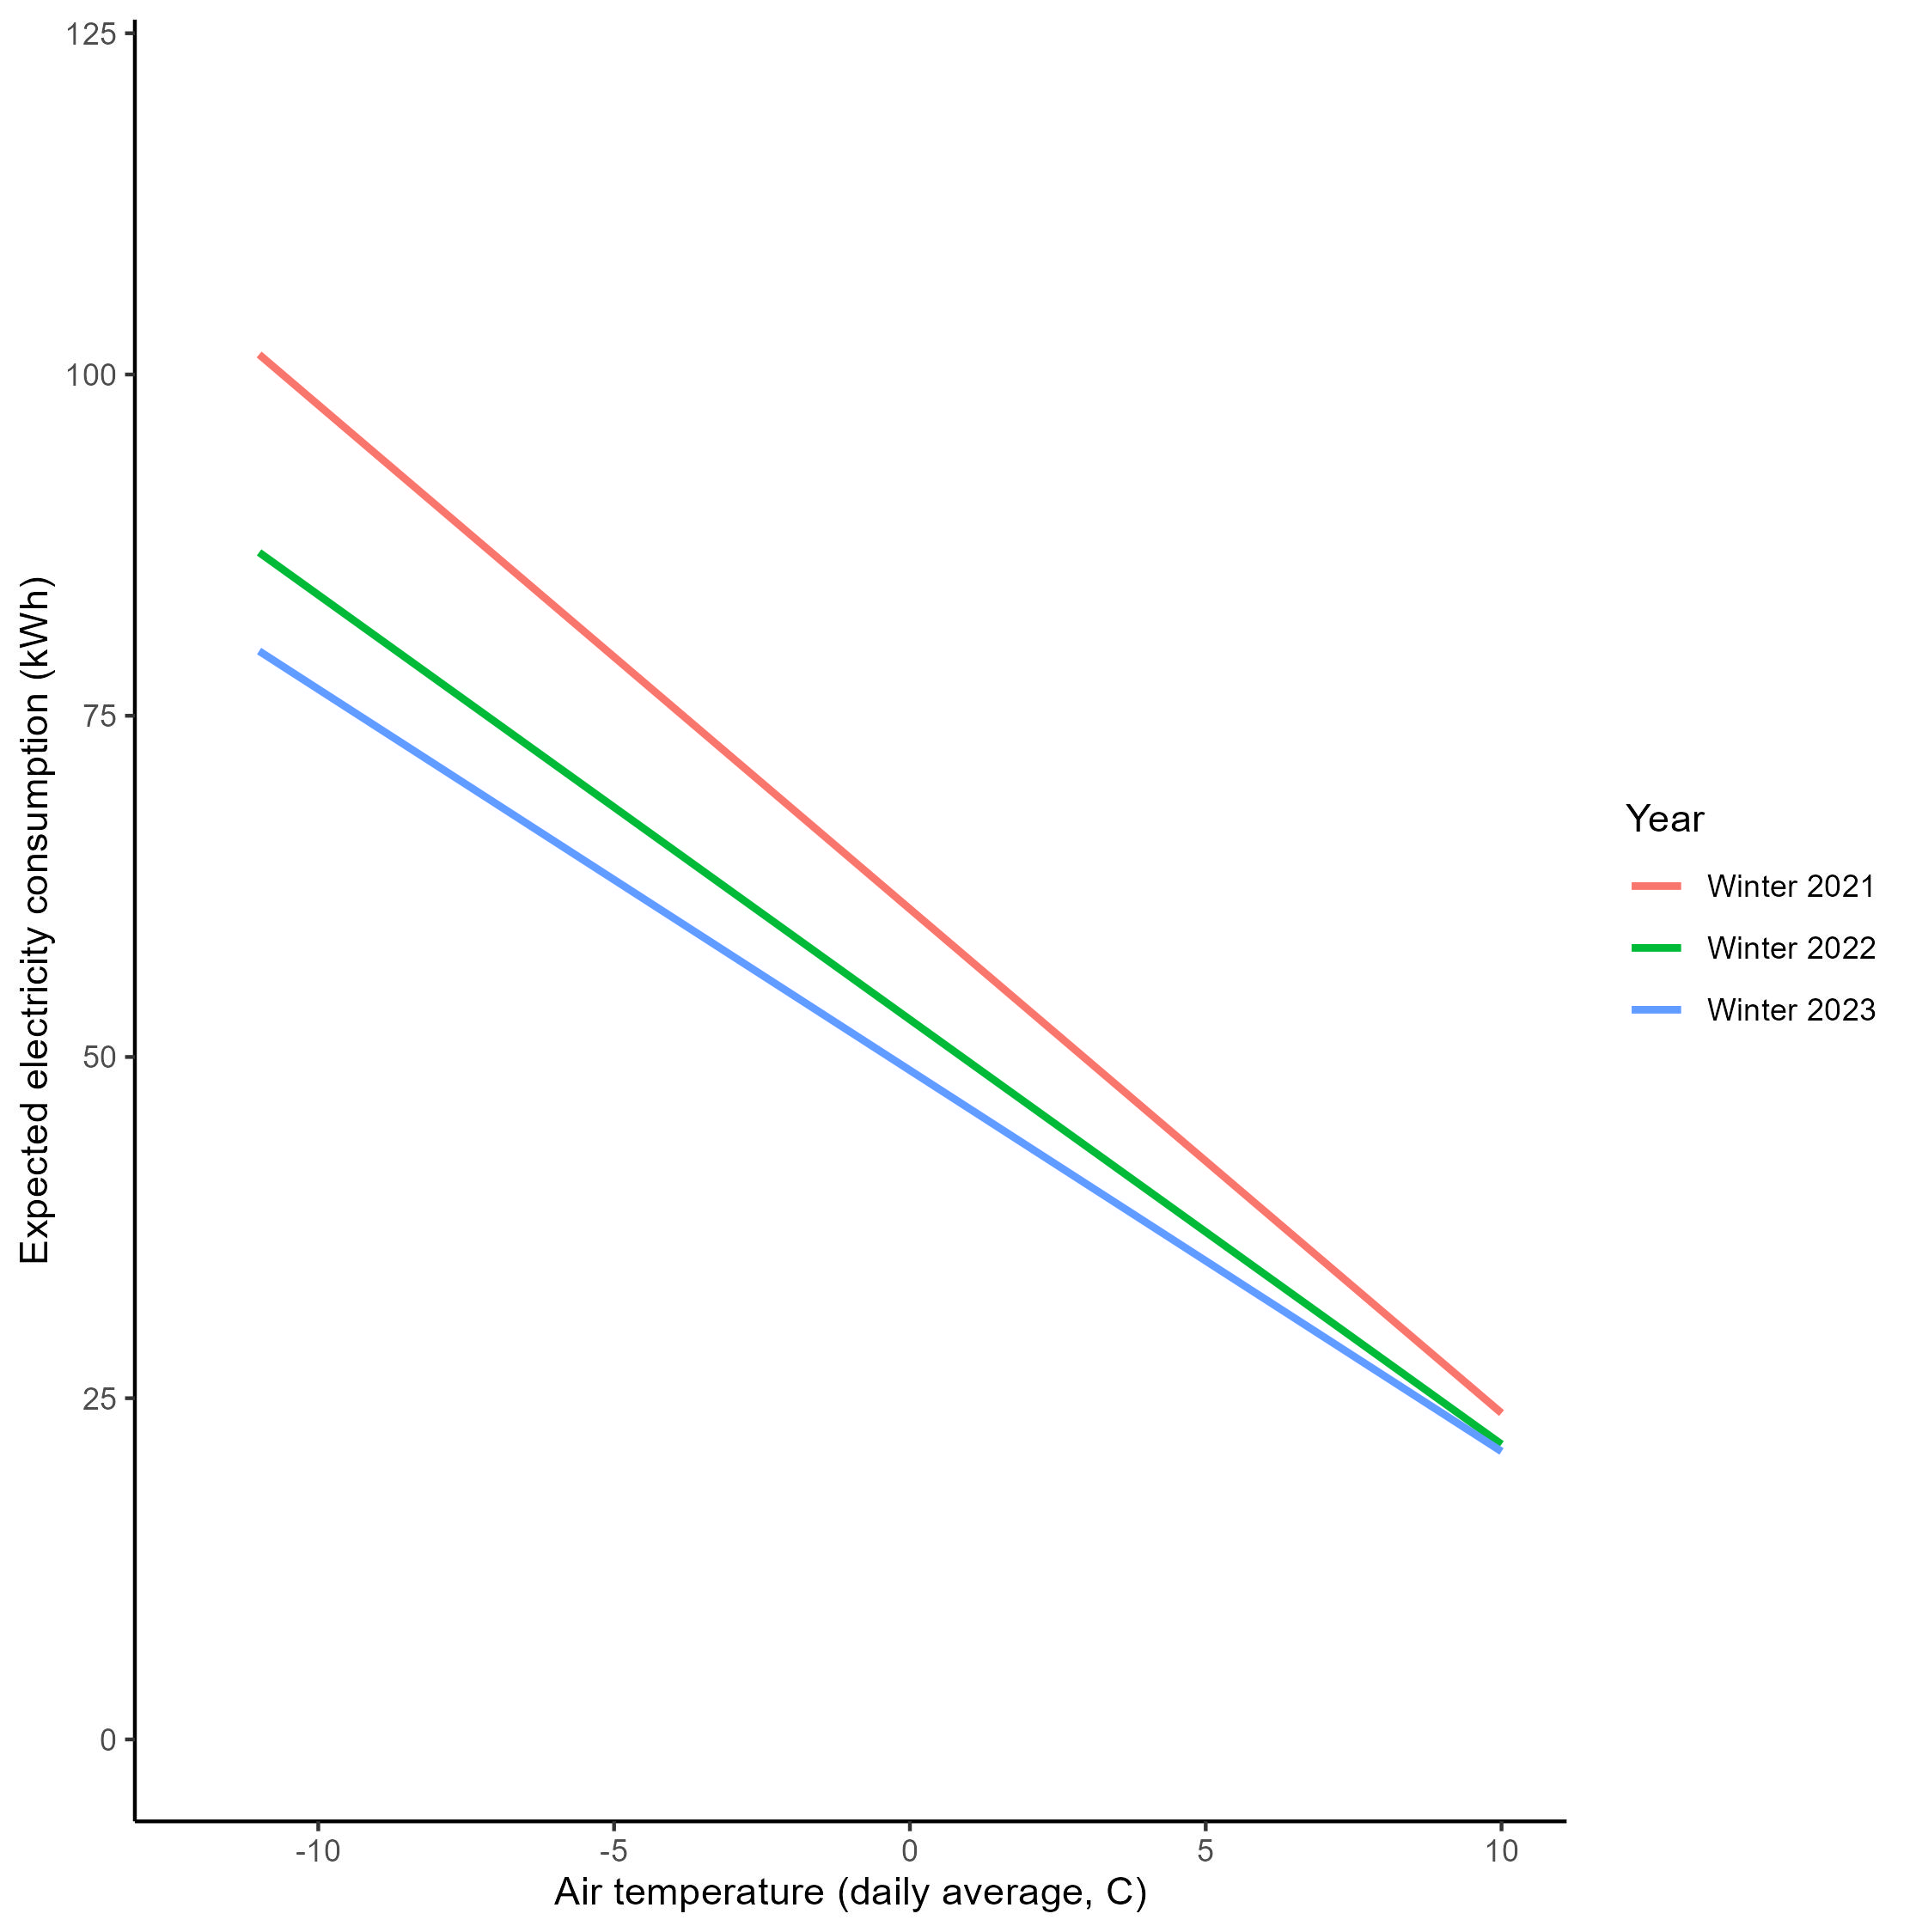 125
100
75
50
25
0
Expected electricity consumption (kWh)
-10 -5 0 5 10
Air temperature (daily average, C)
Year
Winter 2021
Winter 2022
Winter 2023